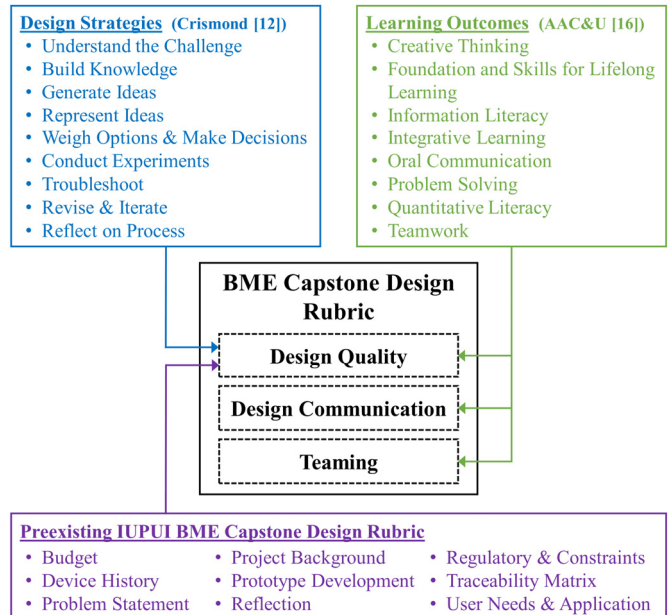 Design Strategies (Crismond [12])
• Understand the Challenge
• Build Knowledge
• Generate Ideas
• Represent Ideas
• Weigh Options & Make Decisions
• Conduct Experiments
• Troubleshoot
• Revise & Iterate
• Reflect on Process
Learning Outcomes (AAC&U [16])
• Creative Thinking
• Foundation and Skills for Lifelong
Learning
• Information Literacy
• Integrative Learning
• Oral Communication
• Problem Solving
• Quantitative Literacy
• Teamwork
BME Capstone Design
Rubric
Design Quality
Design Communication
Teaming
Preexisting IUPUI BME Capstone Design Rubric
• Budget
• Device History
• Problem Statement
• Project Background
• Prototype Development
• Reflection
• Regulatory & Constraints
• Traceability Matrix
• User Needs & Application